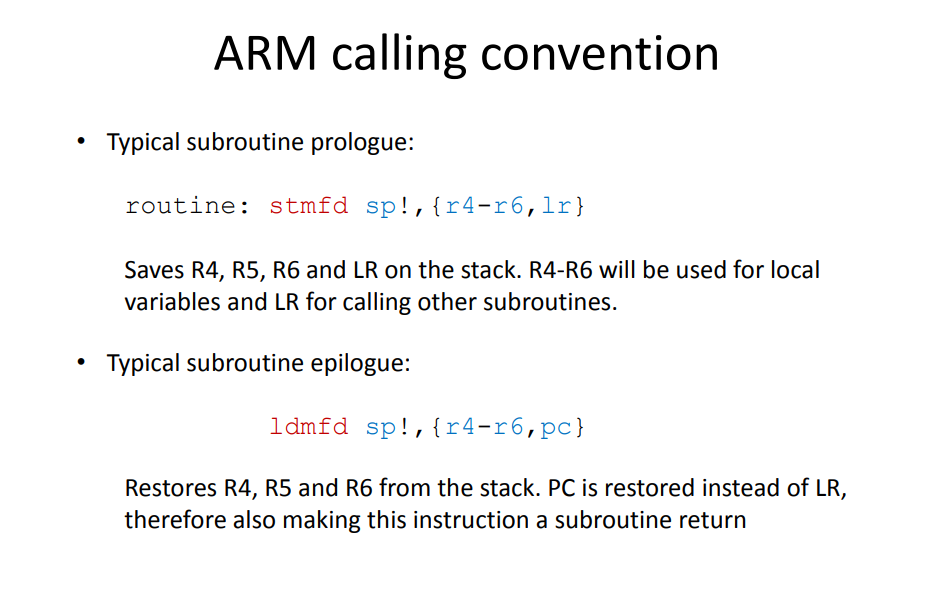 ARM calling convention
• Typical subroutine prologue:
routine: stmfd sp!,{r4-r6,lr}
Saves R4, R5, R6 and LR on the stack. R4-R6 will be used for local
variables and LR for calling other subroutines.
• Typical subroutine epilogue:
ldmfd sp!,{r4-r6,pc}
Restores R4, R5 and R6 from the stack. PC is restored instead of LR,
therefore also making this instruction a subroutine return